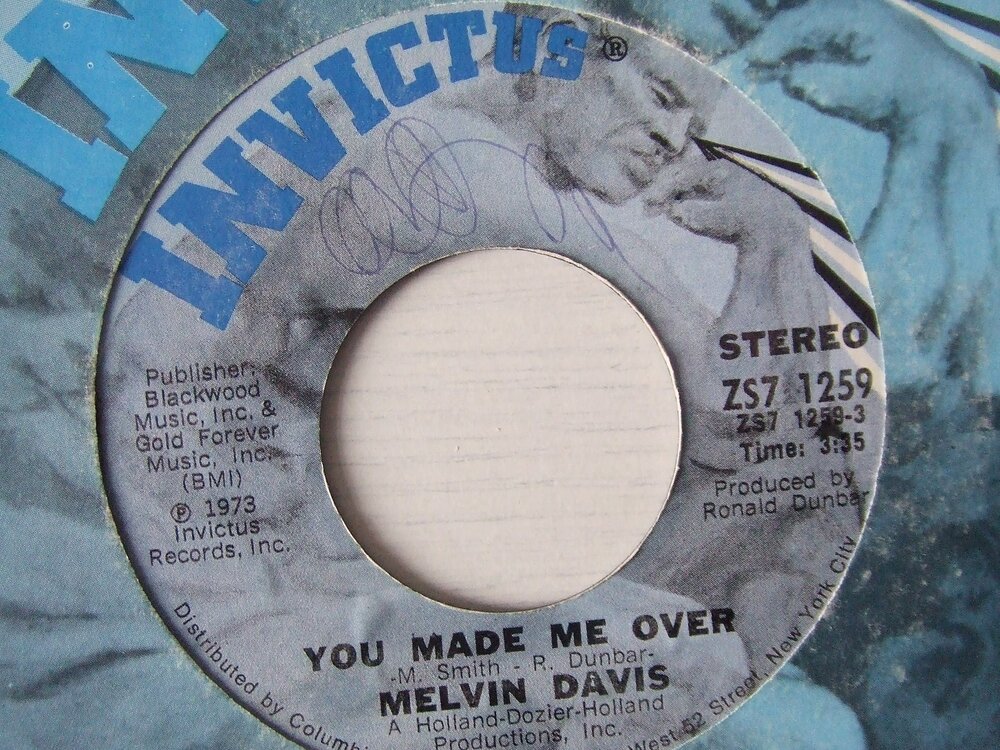 INVICTUS®
STEREO
ZS7 1259
ZS7 1259-3
Time: 3:35
Produced by
Ronald Dunbar
Publisher:
Blackwood
Music, Inc. &
Gold Forever
Music, Inc.
(BMI)
℗ 1973
Invictus
Records, Inc.
YOU MADE ME OVER
-M. Smith - R. Dunbar-
MELVIN DAVIS
A Holland-Dozier-Holland
Productions, Inc.
Distributed by Columbi
West 52 Street, New York City
IN